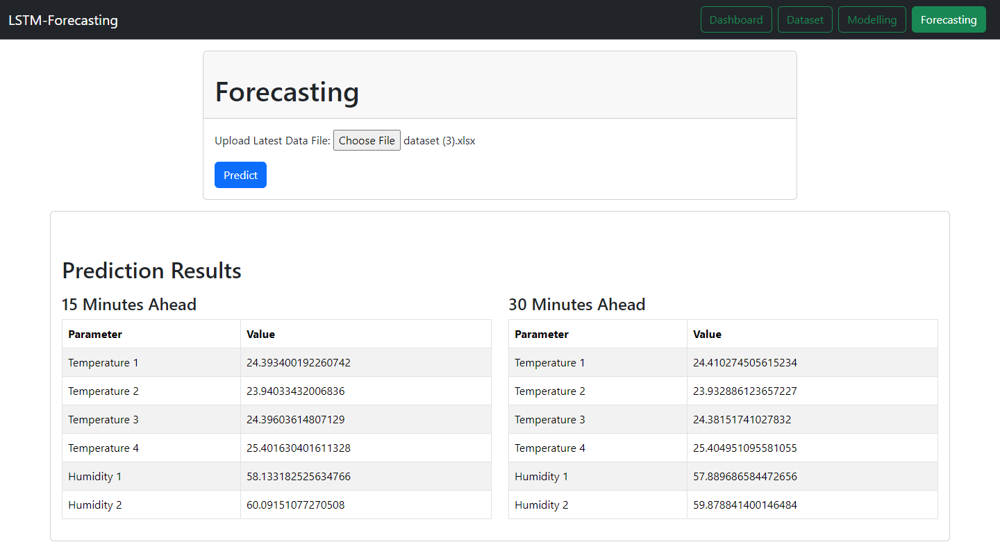 LSTM-Forecasting Dashboard Dataset Modelling Forecasting
Forecasting
Upload Latest Data File: Choose File dataset (3).xlsx
Predict
Prediction Results
15 Minutes Ahead
Parameter Value
Temperature 1 24.393400192260742
Temperature 2 23.94033432006836
Temperature 3 24.39603614807129
Temperature 4 25.401630401611328
Humidity 1 58.133182525634766
Humidity 2 60.09151077270508
30 Minutes Ahead
Parameter Value
Temperature 1 24.410274505615234
Temperature 2 23.932886123657227
Temperature 3 24.38151741027832
Temperature 4 25.404951095581055
Humidity 1 57.889686584472656
Humidity 2 59.878841400146484